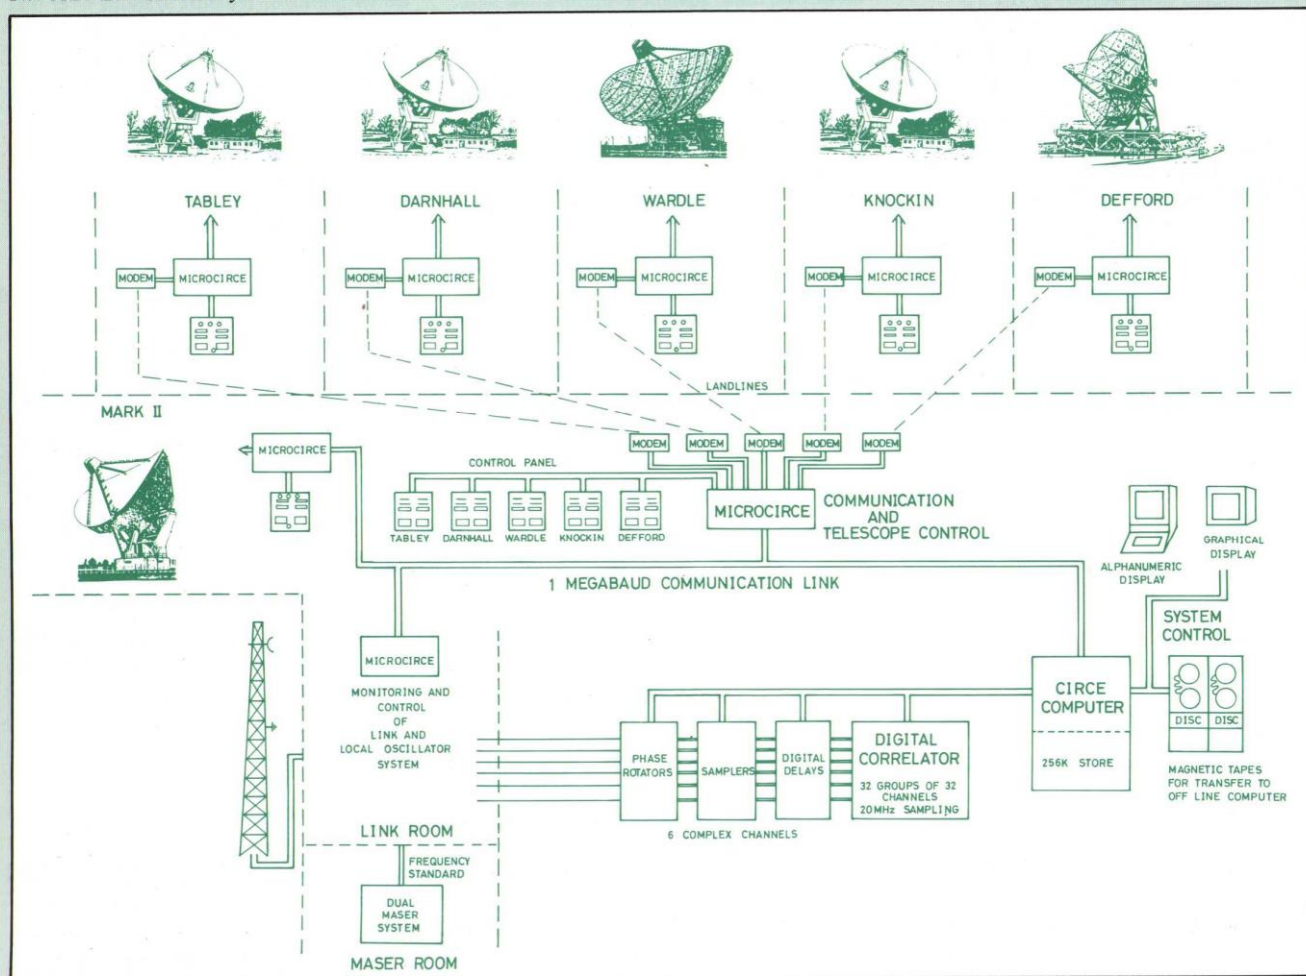 TABLEY
DARNHALL
WARDLE
KNOCKIN
DEFFORD
MODEM
MICROCIRCE
MODEM
MICROCIRCE
MODEM
MICROCIRCE
MODEM
MICROCIRCE
MODEM
MICROCIRCE
LANDLINES
MARK II
MICROCIRCE
MODEM
MODEM
MODEM
MODEM
MODEM
CONTROL PANEL
TABLEY
DARNHALL
WARDLE
KNOCKIN
DEFFORD
MICROCIRCE
COMMUNICATION
AND
TELESCOPE CONTROL
ALPHANUMERIC
DISPLAY
GRAPHICAL
DISPLAY
1 MEGABAUD COMMUNICATION LINK
SYSTEM
CONTROL
MICROCIRCE
MONITORING AND
CONTROL
OF
LINK AND
LOCAL OSCILLATOR
SYSTEM
PHASE
ROTATORS
SAMPLERS
DIGITAL
DELAYS
DIGITAL
CORRELATOR
32 GROUPS OF 32
CHANNELS
20MHz SAMPLING
6 COMPLEX CHANNELS
CIRCE
COMPUTER
256K STORE
DISC
DISC
MAGNETIC TAPES
FOR TRANSFER TO
OFF LINE COMPUTER
LINK ROOM
FREQUENCY
STANDARD
DUAL
MASER
SYSTEM
MASER ROOM